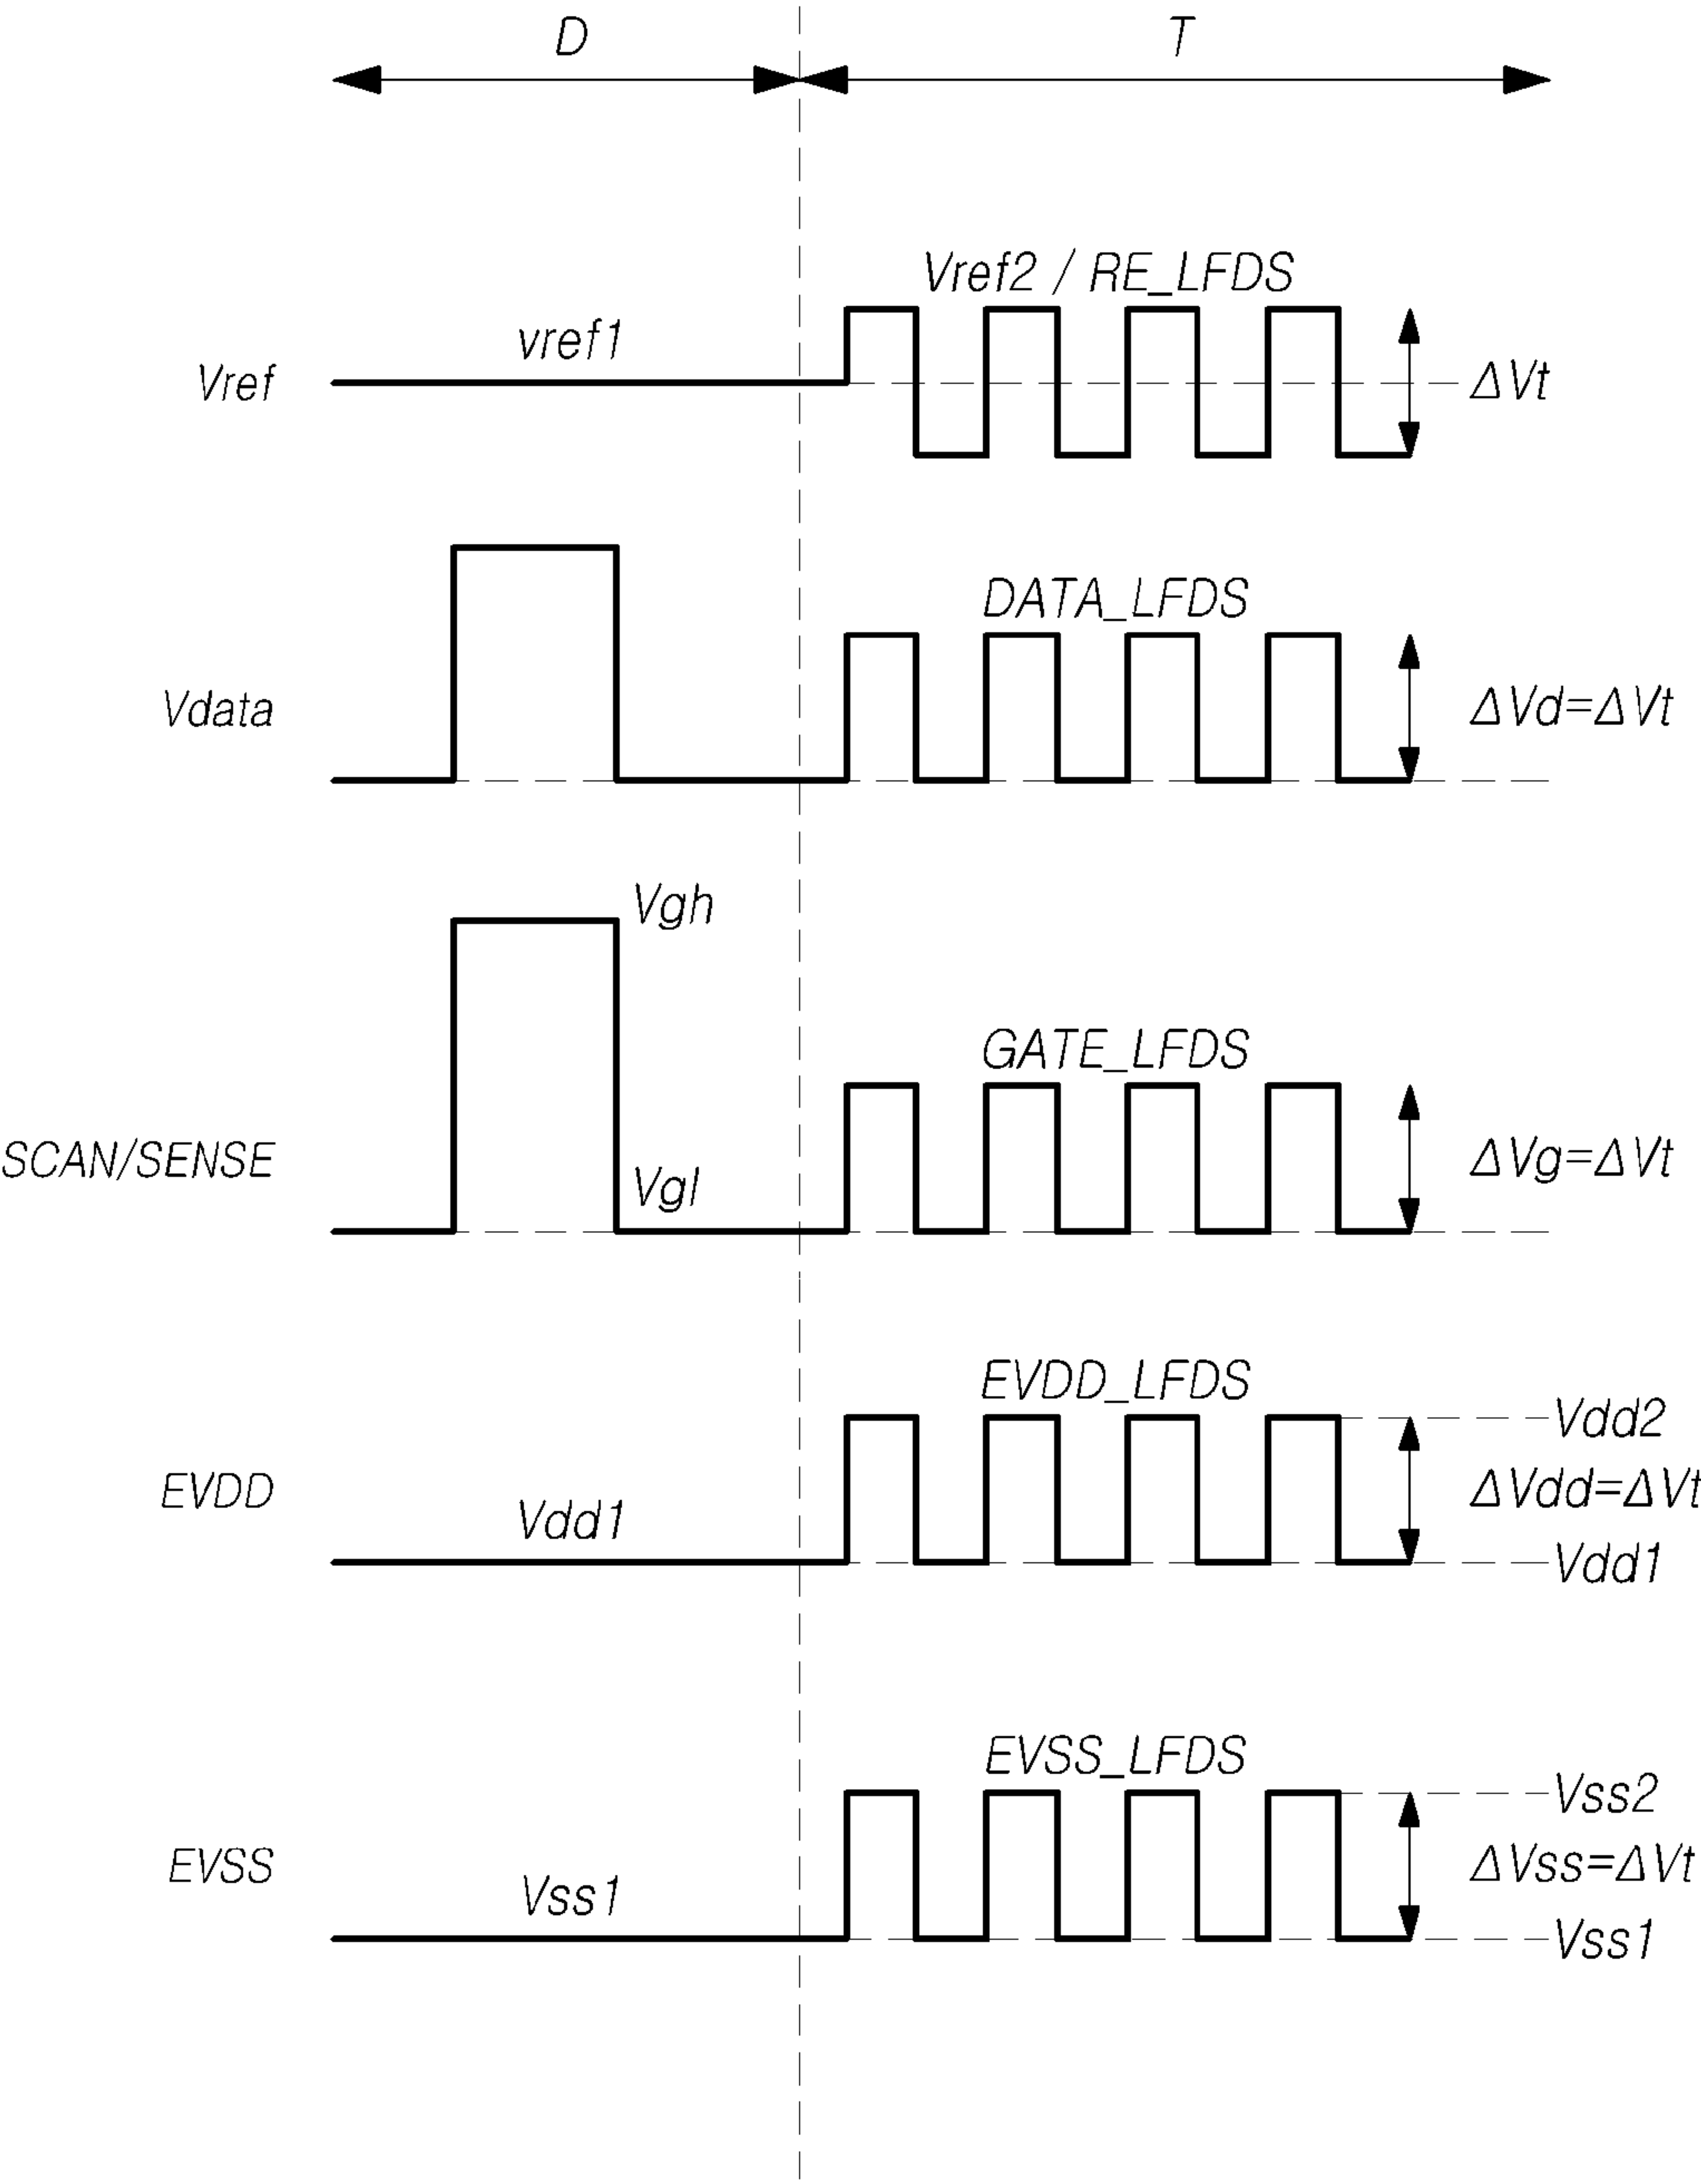 D
T
Vref2 / RE_LFDS
vref1
Vref
ΔVt
DATA_LFDS
Vdata
ΔVd=ΔVt
Vgh
GATE_LFDS
SCAN/SENSE
Vgl
ΔVg=ΔVt
EVDD_LFDS
Vdd2
EVDD
Vdd1
ΔVdd=ΔVt
Vdd1
EVSS_LFDS
Vss2
EVSS
Vss1
ΔVss=ΔVt
Vss1